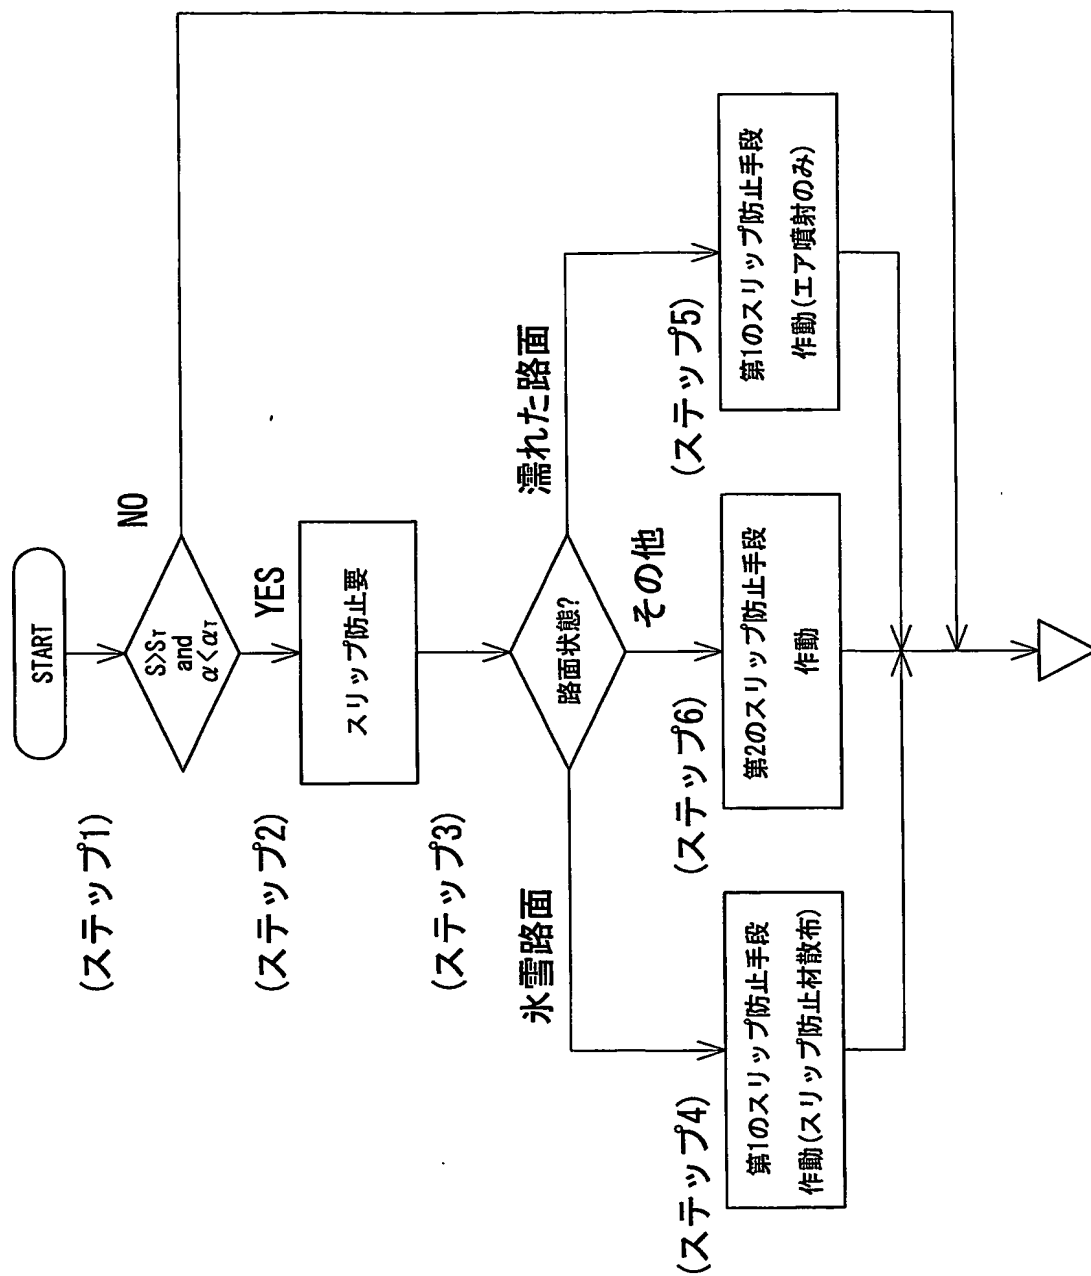 START
(ステップ1)
S>ST
and
α<αT
NO
YES
(ステップ2)
スリップ防止要
(ステップ3)
路面状態?
氷雪路面
その他
濡れた路面
(ステップ4)
第1のスリップ防止手段
作動(スリップ防止材散布)
(ステップ6)
第2のスリップ防止手段
作動
(ステップ5)
第1のスリップ防止手段
作動(エア噴射のみ)